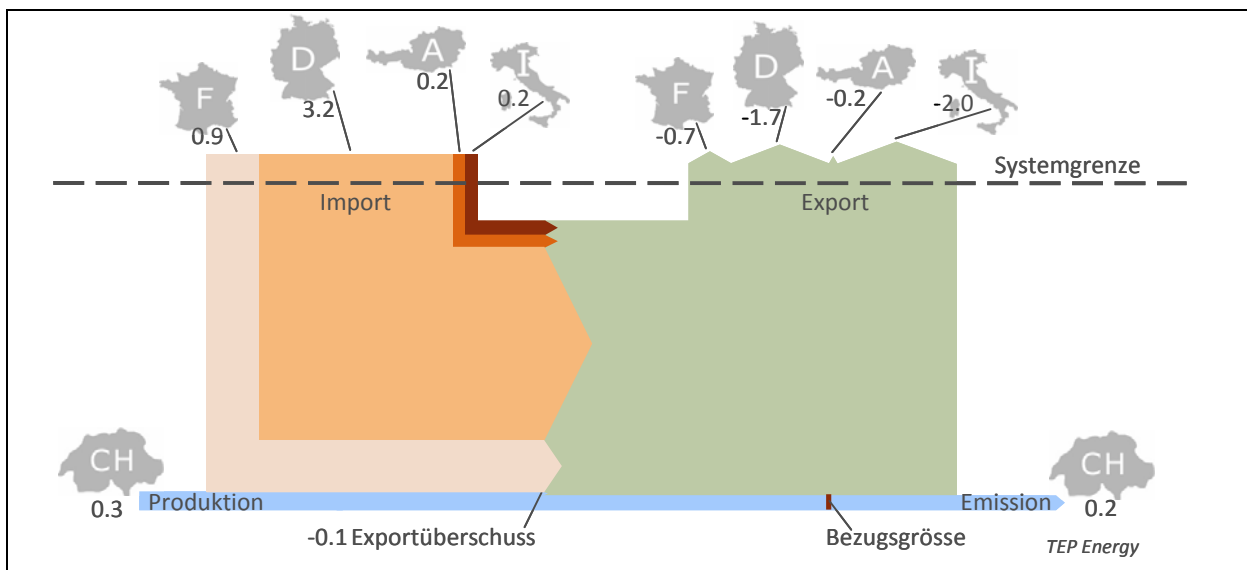 F
0.9
D
3.2
A
0.2
I
0.2
F
-0.7
D
-1.7
A
-0.2
I
-2.0
Systemgrenze
Import
Export
CH
0.3
Produktion
Emission
CH
0.2
-0.1 Exportüberschuss
Bezugsgrösse
TEP Energy